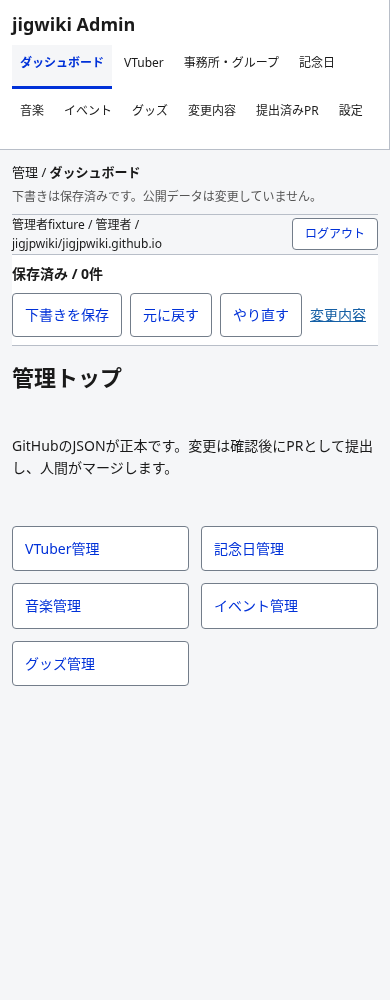 jigwiki Admin
ダッシュボード VTuber 事務所・グループ 記念日
音楽 イベント グッズ 変更内容 提出済みPR 設定
管理 / ダッシュボード
下書きは保存済みです。公開データは変更していません。
管理者fixture / 管理者 /
jigjpwiki/jigjpwiki.github.io
ログアウト
保存済み / 0件
下書きを保存 元に戻す やり直す 変更内容
管理トップ
GitHubのJSONが正本です。変更は確認後にPRとして提出
し、人間がマージします。
VTuber管理 記念日管理
音楽管理 イベント管理
グッズ管理